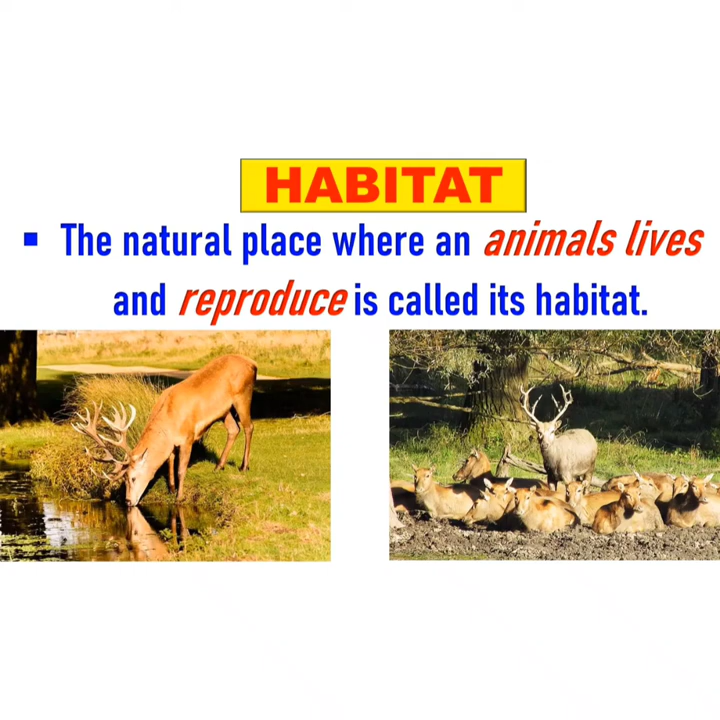 HABITAT
▪ The natural place where an animals lives
and reproduce is called its habitat.